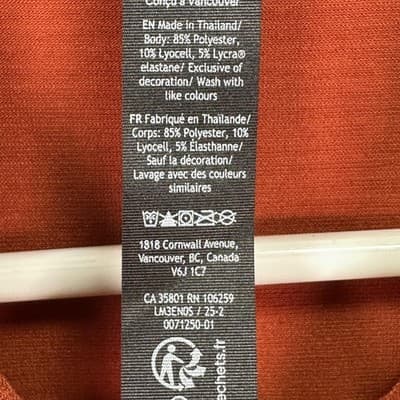 Conçu à Vancouver
EN Made in Thailand/
Body: 85% Polyester,
10% Lyocell, 5% Lycra®
elastane/ Exclusive of
decoration/ Wash with
like colours
FR Fabriqué en Thaïlande/
Corps: 85% Polyester, 10%
Lyocell, 5% Élasthanne/
Sauf la décoration/
Lavage avec des couleurs
similaires
1818 Cornwall Avenue,
Vancouver, BC, Canada
V6J 1C7
CA 35801 RN 106259
LM3EN0S / 25-2
0071250-01
echets.fr